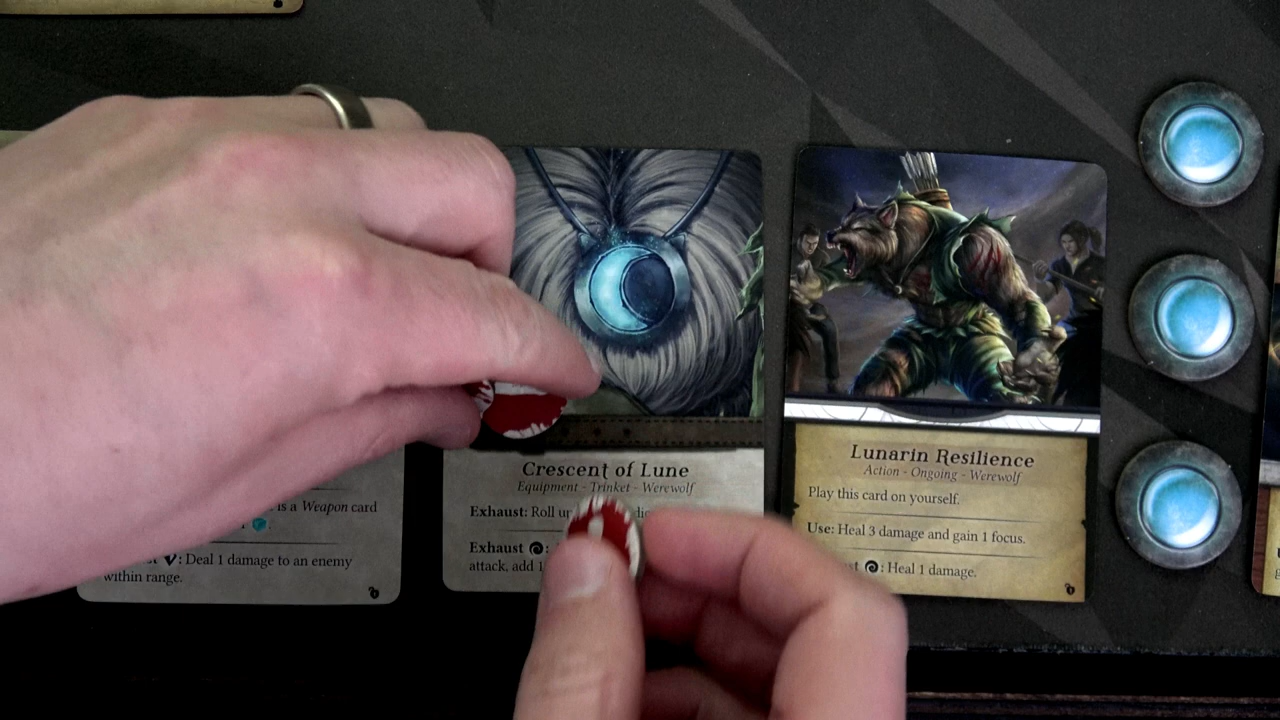 is a Weapon card
: Deal 1 damage to an enemy
within range.
Crescent of Lune
Equipment - Trinket - Werewolf
Exhaust: Roll
Exhaust :
attack, add 1
Lunarin Resilience
Action - Ongoing - Werewolf
Play this card on yourself.
Use: Heal 3 damage and gain 1 focus.
: Heal 1 damage.